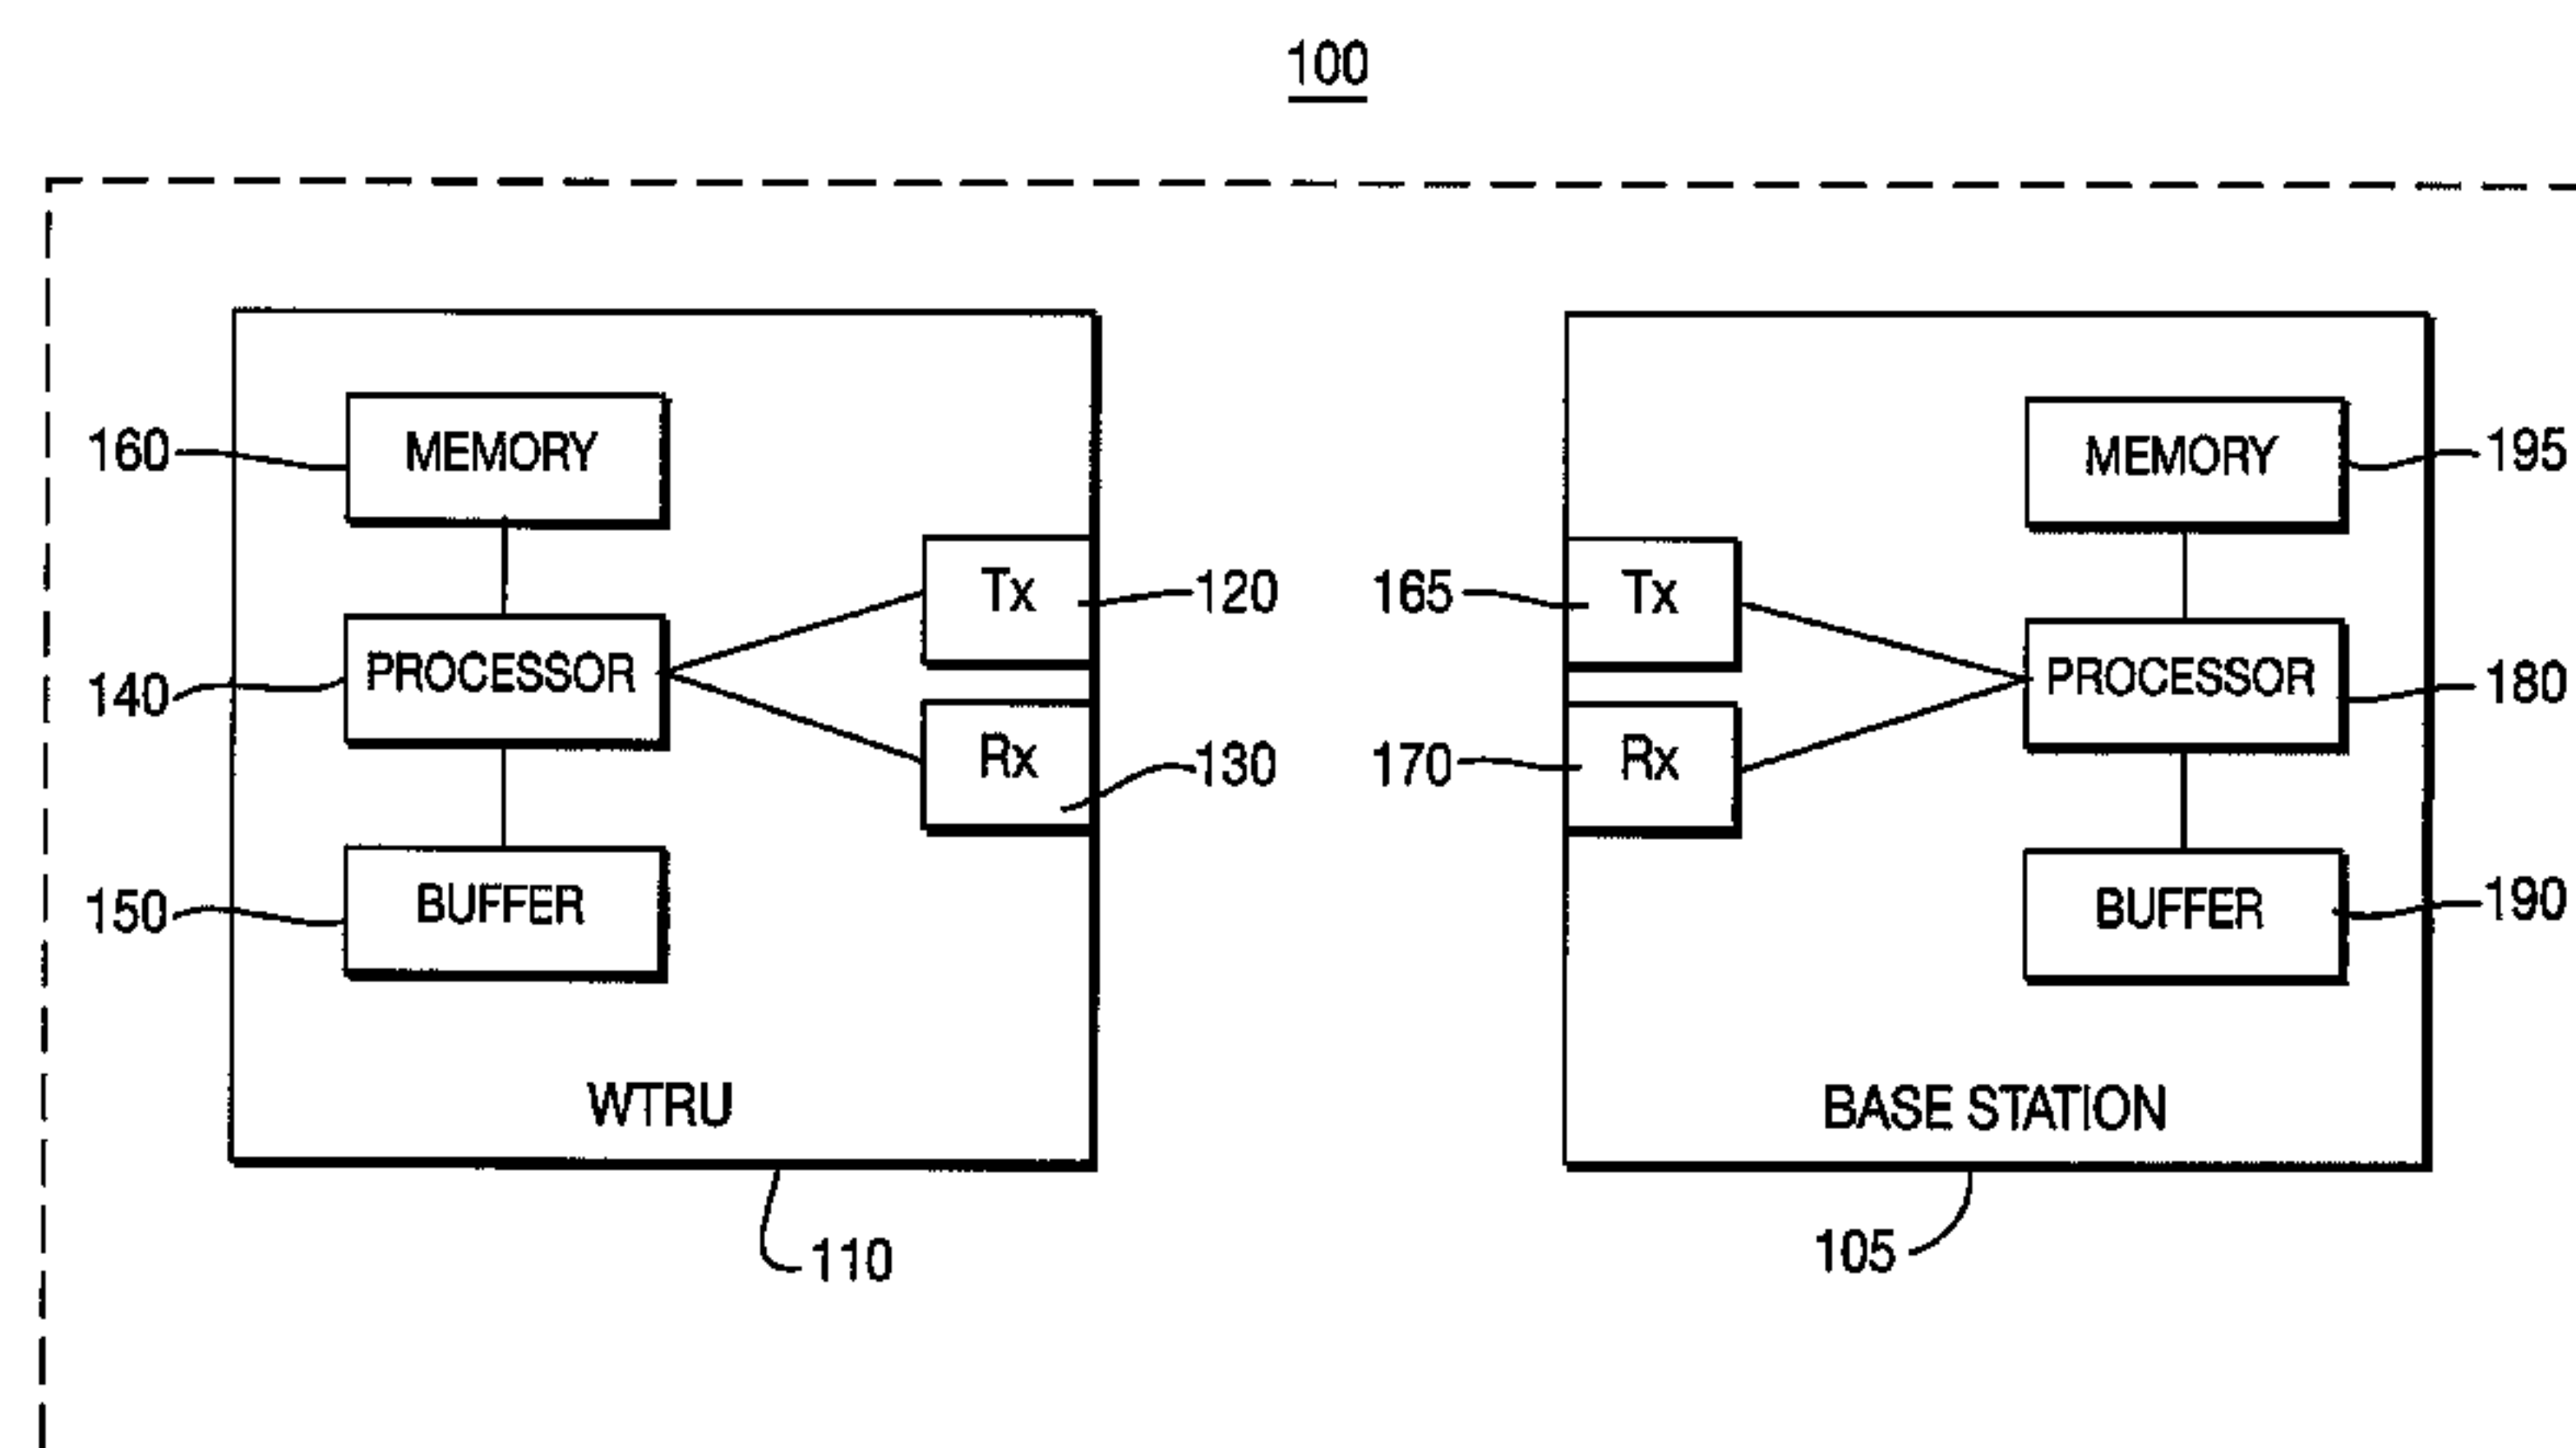 100
MEMORY
160
MEMORY
195
Tx
120
165
Tx
PROCESSOR
140
PROCESSOR
180
Rx
130
170
Rx
BUFFER
150
BUFFER
190
WTRU
BASE STATION
110
105